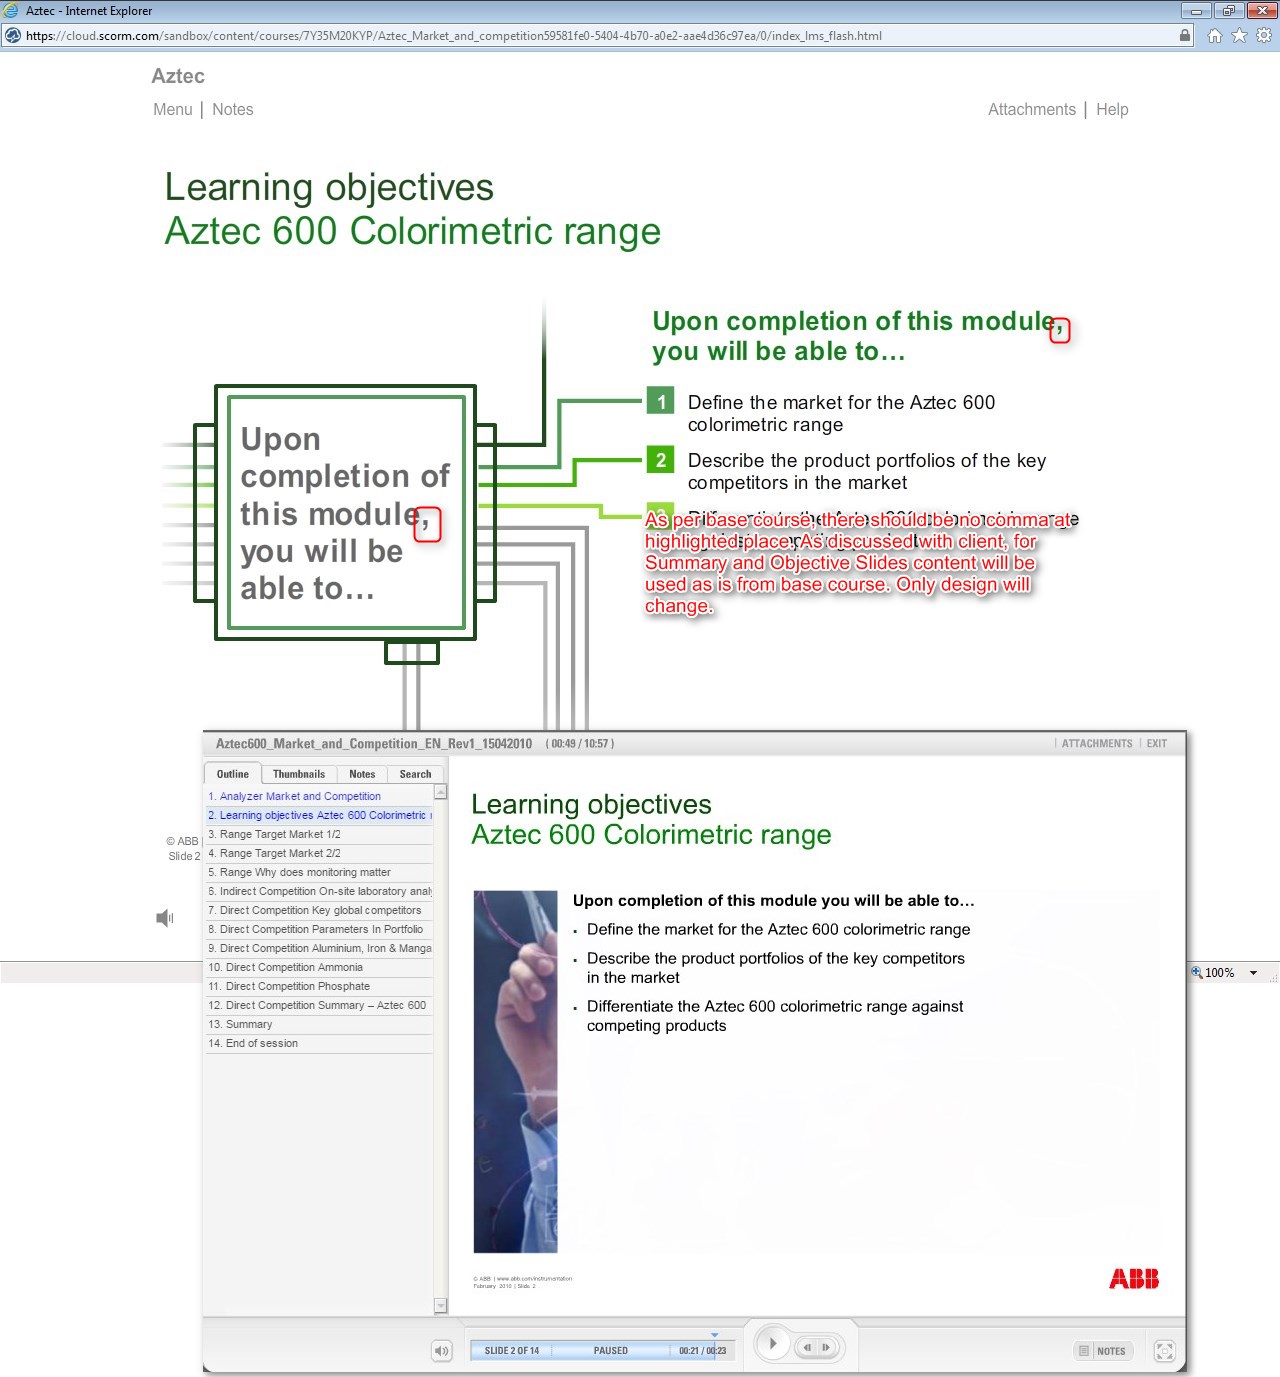 Aztec - Internet Explorer
https://cloud.scorm.com/sandbox/content/courses/7Y35M20KYP/Aztec_Market_and_competition59581fe0-5404-4b70-a0e2-aae4d36c97ea/0/index_lms_flash.html
Aztec
Menu | Notes
Attachments | Help
Learning objectives
Aztec 600 Colorimetric range
Upon
completion of
this module,
you will be
able to…
Upon completion of this module,
you will be able to…
1 Define the market for the Aztec 600
colorimetric range
2 Describe the product portfolios of the key
competitors in the market
As per base course, there should be no comma at
highlighted place. As discussed with client, for
Summary and Objective Slides content will be
used as is from base course. Only design will
change.
© ABB
Slide 2
100%
Aztec600_Market_and_Competition_EN_Rev1_15042010 ( 00:49 / 10:57 )
| ATTACHMENTS | EXIT
Outline Thumbnails Notes Search
1. Analyzer Market and Competition
2. Learning objectives Aztec 600 Colorimetric
3. Range Target Market 1/2
4. Range Target Market 2/2
5. Range Why does monitoring matter
6. Indirect Competition On-site laboratory
7. Direct Competition Key global competitors
8. Direct Competition Parameters In Portfolio
9. Direct Competition Aluminium, Iron & Manga
10. Direct Competition Ammonia
11. Direct Competition Phosphate
12. Direct Competition Summary – Aztec 600
13. Summary
14. End of session
Learning objectives
Aztec 600 Colorimetric range
Upon completion of this module you will be able to…
▪ Define the market for the Aztec 600 colorimetric range
▪ Describe the product portfolios of the key competitors
in the market
▪ Differentiate the Aztec 600 colorimetric range against
competing products
© ABB | www.abb.com/instrumentation
February 2010 | Slide 2
ABB
SLIDE 2 OF 14 PAUSED 00:21 / 00:23
NOTES